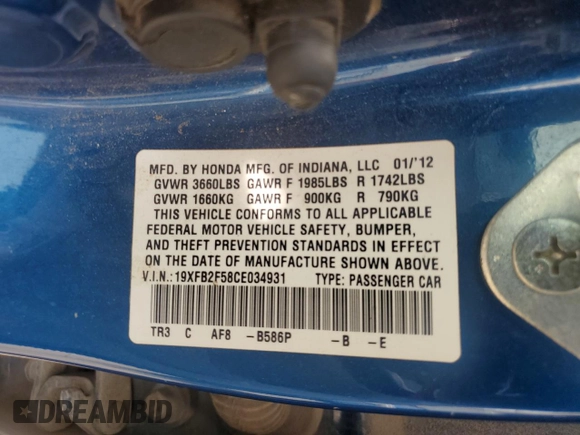 MFD. BY HONDA MFG. OF INDIANA, LLC 01/'12
GVWR 3660LBS GAWR F 1985LBS R 1742LBS
GVWR 1660KG GAWR F 900KG R 790KG
THIS VEHICLE CONFORMS TO ALL APPLICABLE
FEDERAL MOTOR VEHICLE SAFETY, BUMPER,
AND THEFT PREVENTION STANDARDS IN EFFECT
ON THE DATE OF MANUFACTURE SHOWN ABOVE.
V.I.N.:19XFB2F58CE034931 TYPE: PASSENGER CAR
TR3 C AF8 -B586P -B -E
DREAMBID